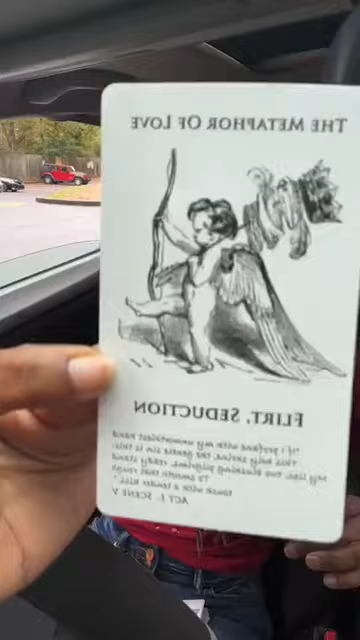 THE METAPHOR OF LOVE
FLIRT, SEDUCTION
"If I profane with my unworthiest hand
This holy shrine, the gentle sin is this:
My lips, two blushing pilgrims, ready stand
To smooth that rough
touch with a tender kiss."
ACT I, SCENE V